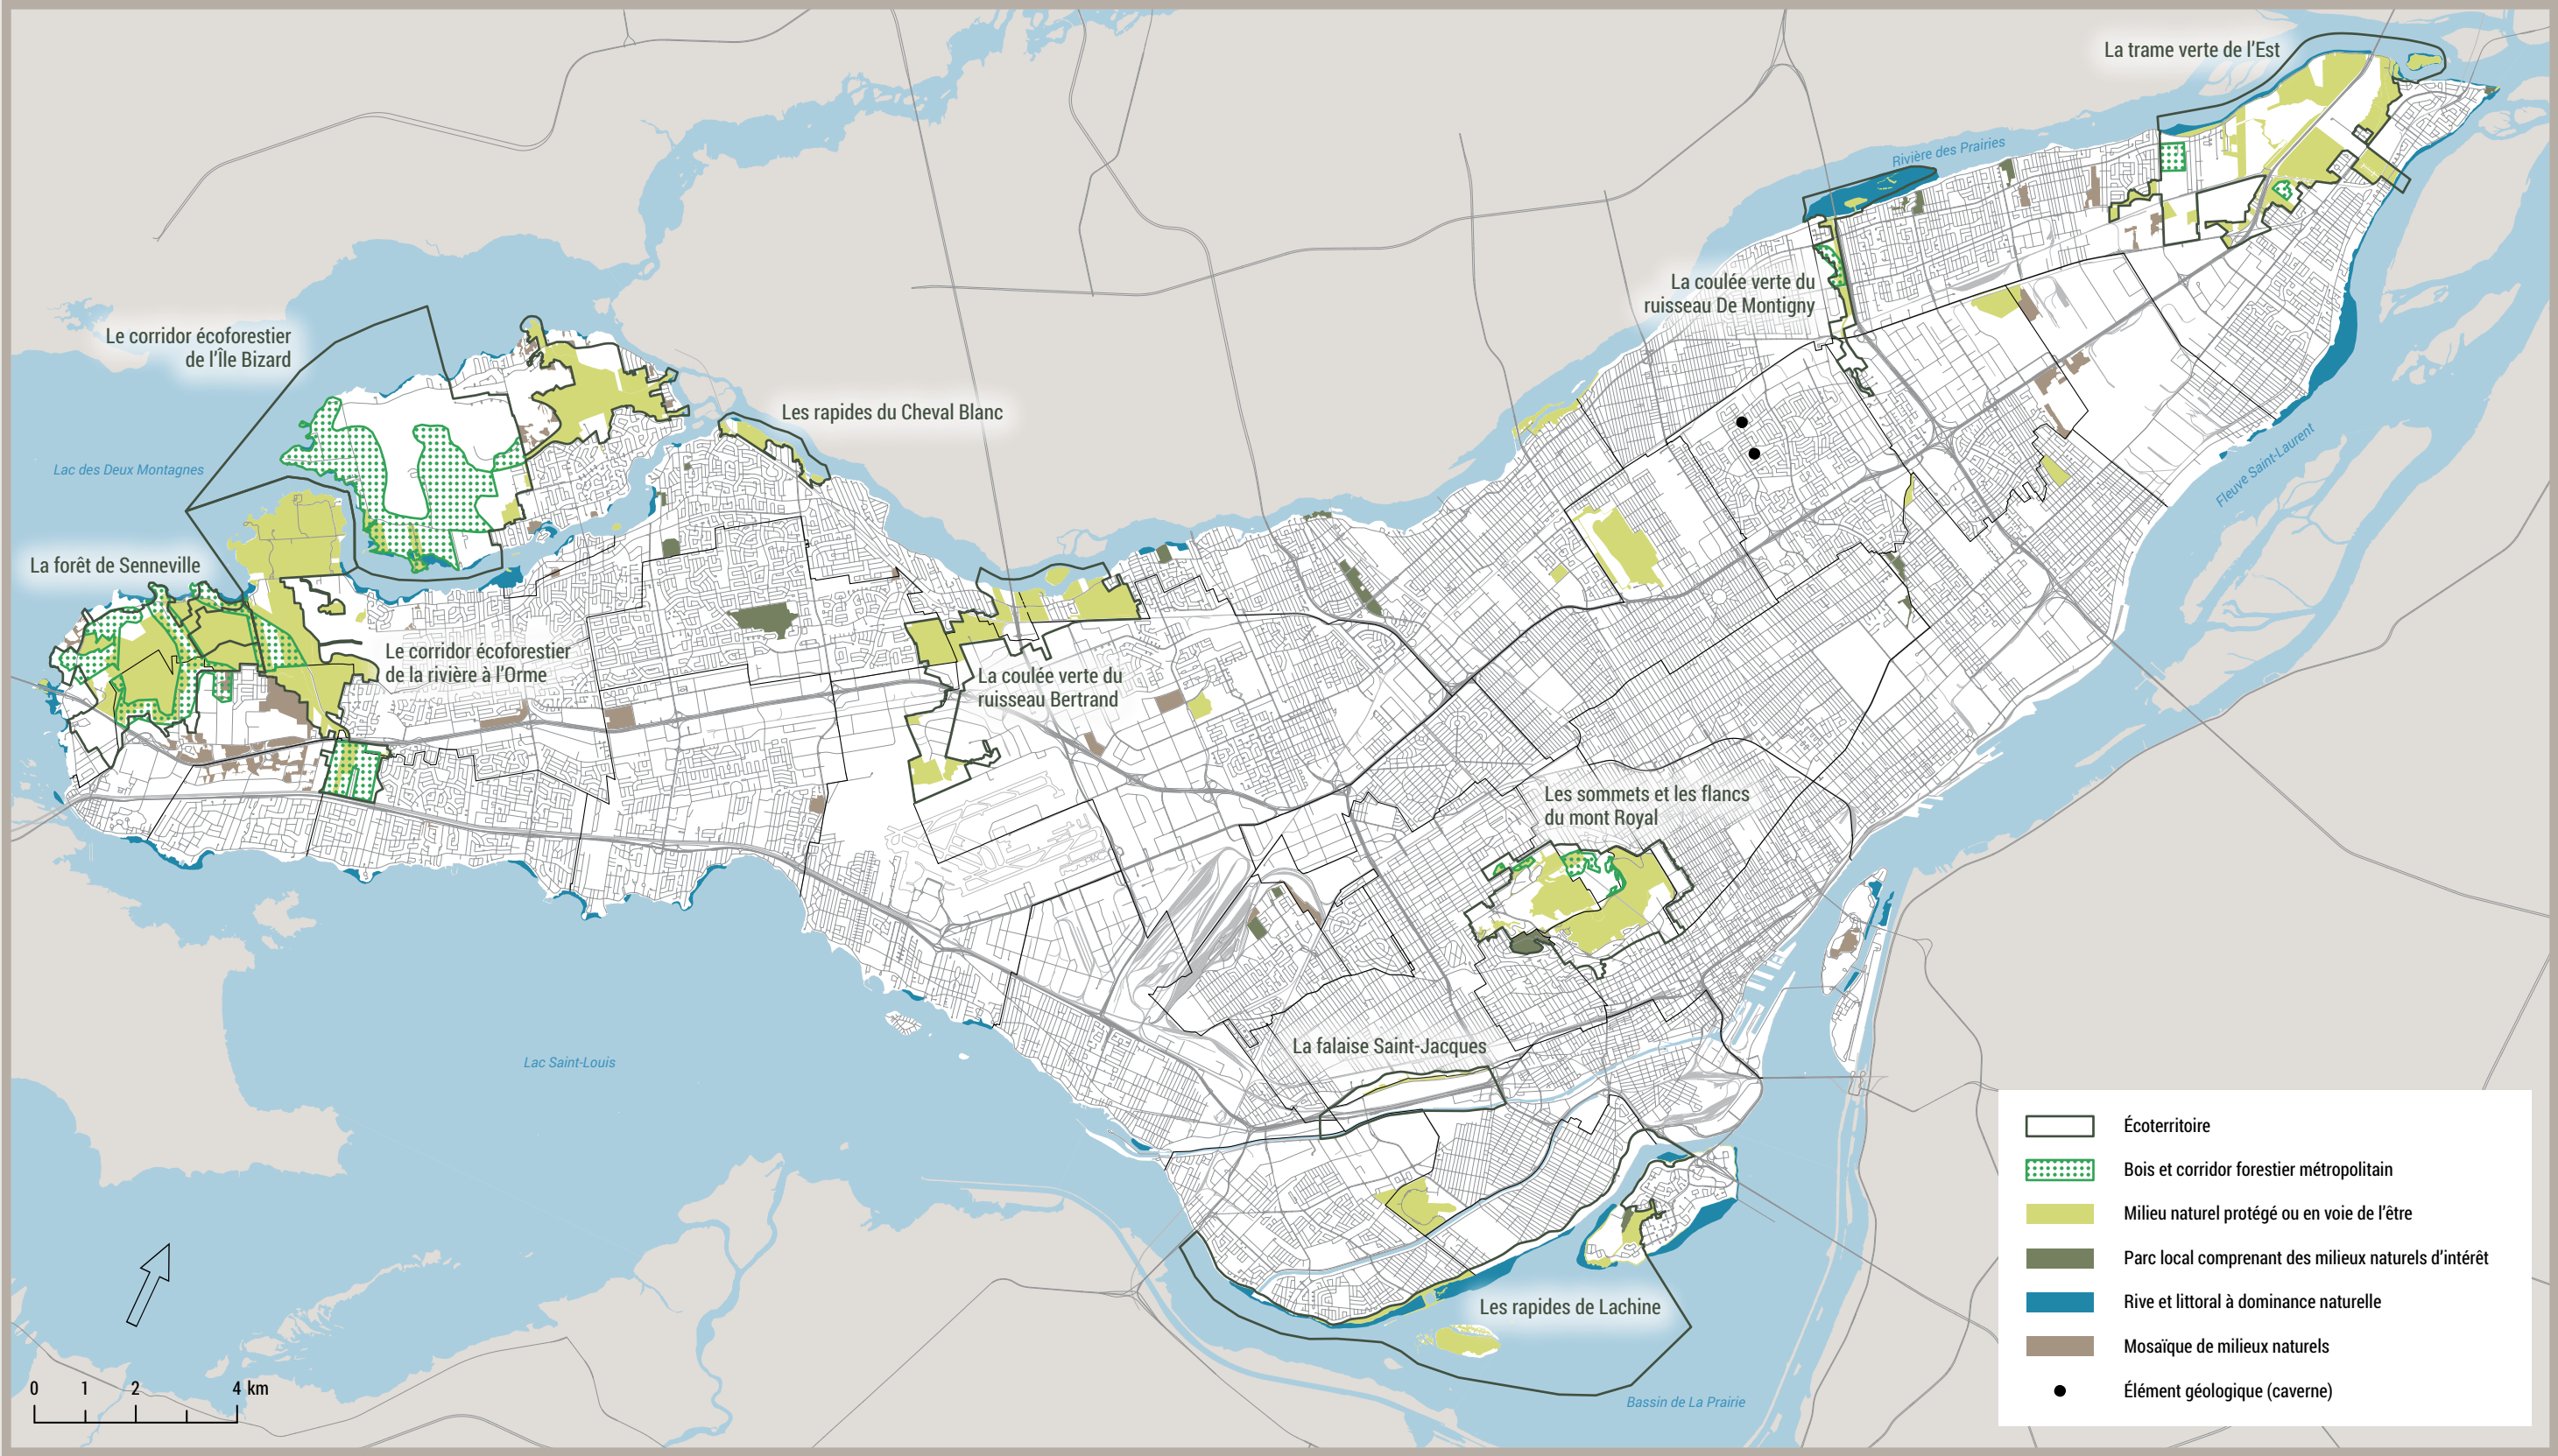 La trame verte de l'Est
Rivière des Prairies
La coulée verte du
ruisseau De Montigny
Le corridor écoforestier
de l'Île Bizard
Les rapides du Cheval Blanc
Lac des Deux Montagnes
Fleuve Saint-Laurent
La forêt de Senneville
Le corridor écoforestier
de la rivière à l'Orme
La coulée verte du
ruisseau Bertrand
Les sommets et les flancs
du mont Royal
La falaise Saint-Jacques
Lac Saint-Louis
Les rapides de Lachine
Bassin de La Prairie
0 1 2 4 km
Écoterritoire
Bois et corridor forestier métropolitain
Milieu naturel protégé ou en voie de l'être
Parc local comprenant des milieux naturels d'intérêt
Rive et littoral à dominance naturelle
Mosaïque de milieux naturels
Élément géologique (caverne)